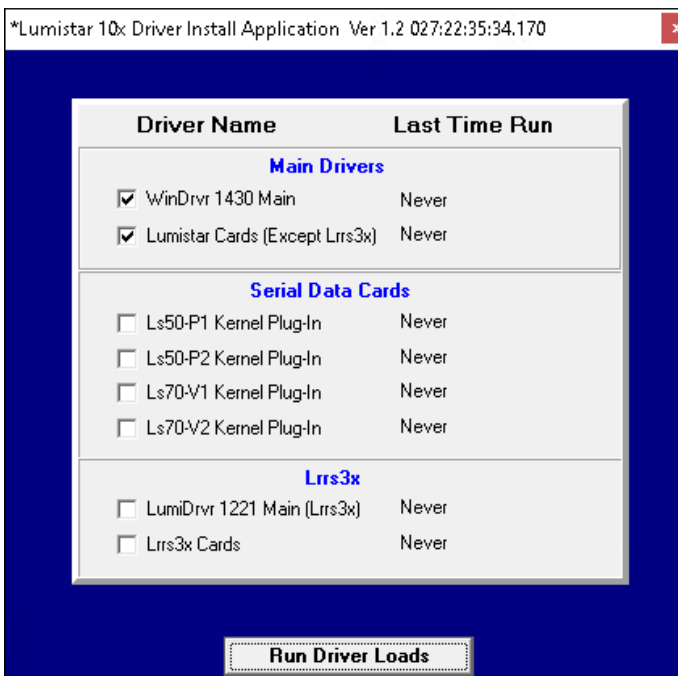 *Lumistar 10x Driver Install Application Ver 1.2 027:22:35:34.170
Driver Name Last Time Run
Main Drivers
WinDrvr 1430 Main Never
Lumistar Cards (Except Lrrs3x) Never
Serial Data Cards
Ls50-P1 Kernel Plug-In Never
Ls50-P2 Kernel Plug-In Never
Ls70-V1 Kernel Plug-In Never
Ls70-V2 Kernel Plug-In Never
Lrrs3x
LumiDrvr 1221 Main (Lrrs3x) Never
Lrrs3x Cards Never
Run Driver Loads